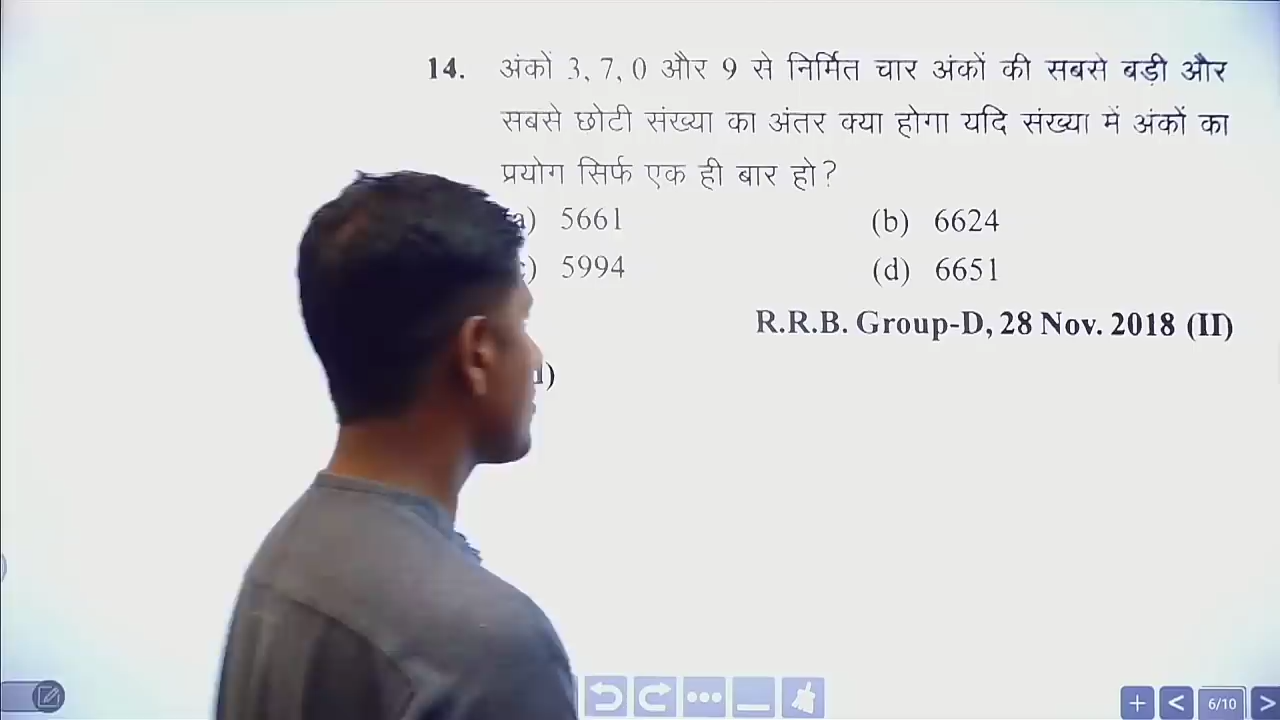 14. अंकों 3, 7, 0 और 9 से निर्मित चार अंकों की सबसे बड़ी और
सबसे छोटी संख्या का अंतर क्या होगा यदि संख्या में अंकों का
प्रयोग सिर्फ एक ही बार हो?
a) 5661 (b) 6624
) 5994 (d) 6651
R.R.B. Group-D, 28 Nov. 2018 (II)
6/10